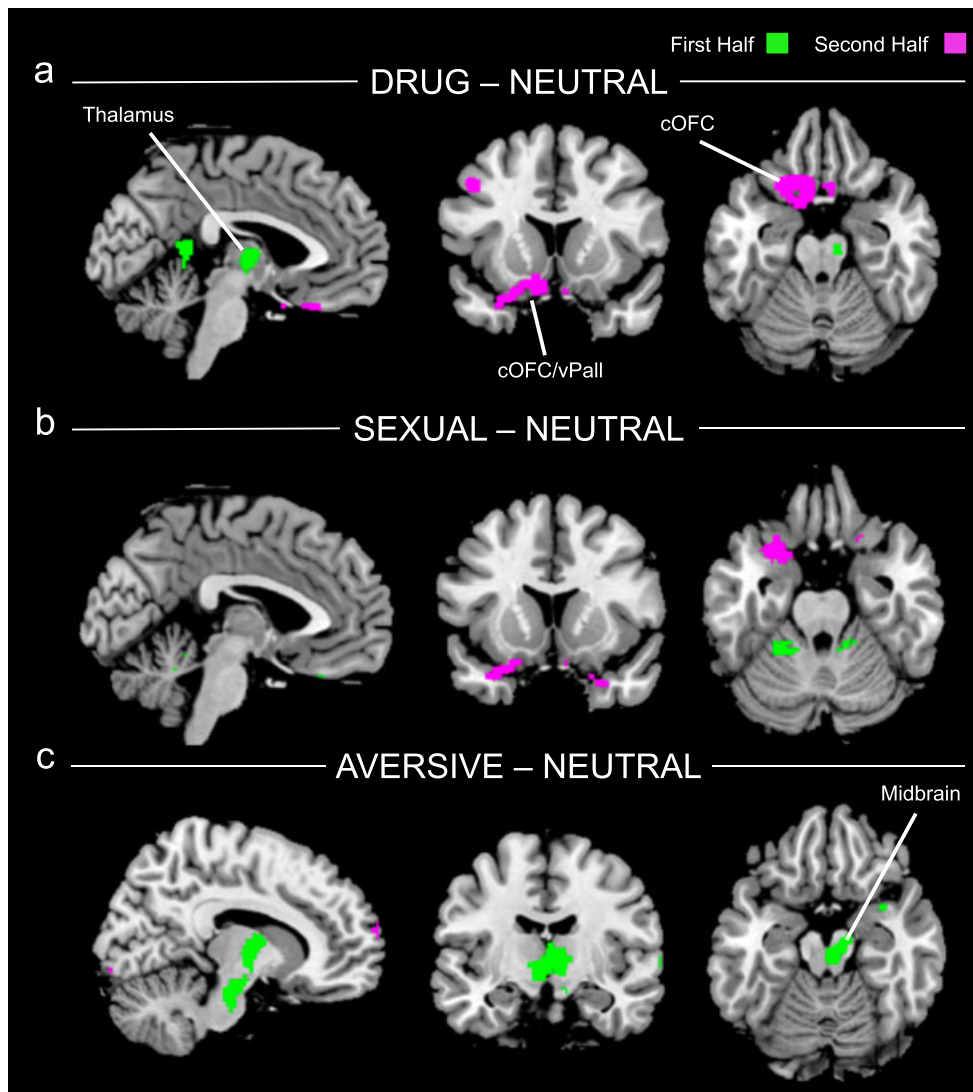 First Half
Second Half
a
DRUG – NEUTRAL
Thalamus
cOFC
cOFC/vPall
b
SEXUAL – NEUTRAL
c
AVERSIVE – NEUTRAL
Midbrain